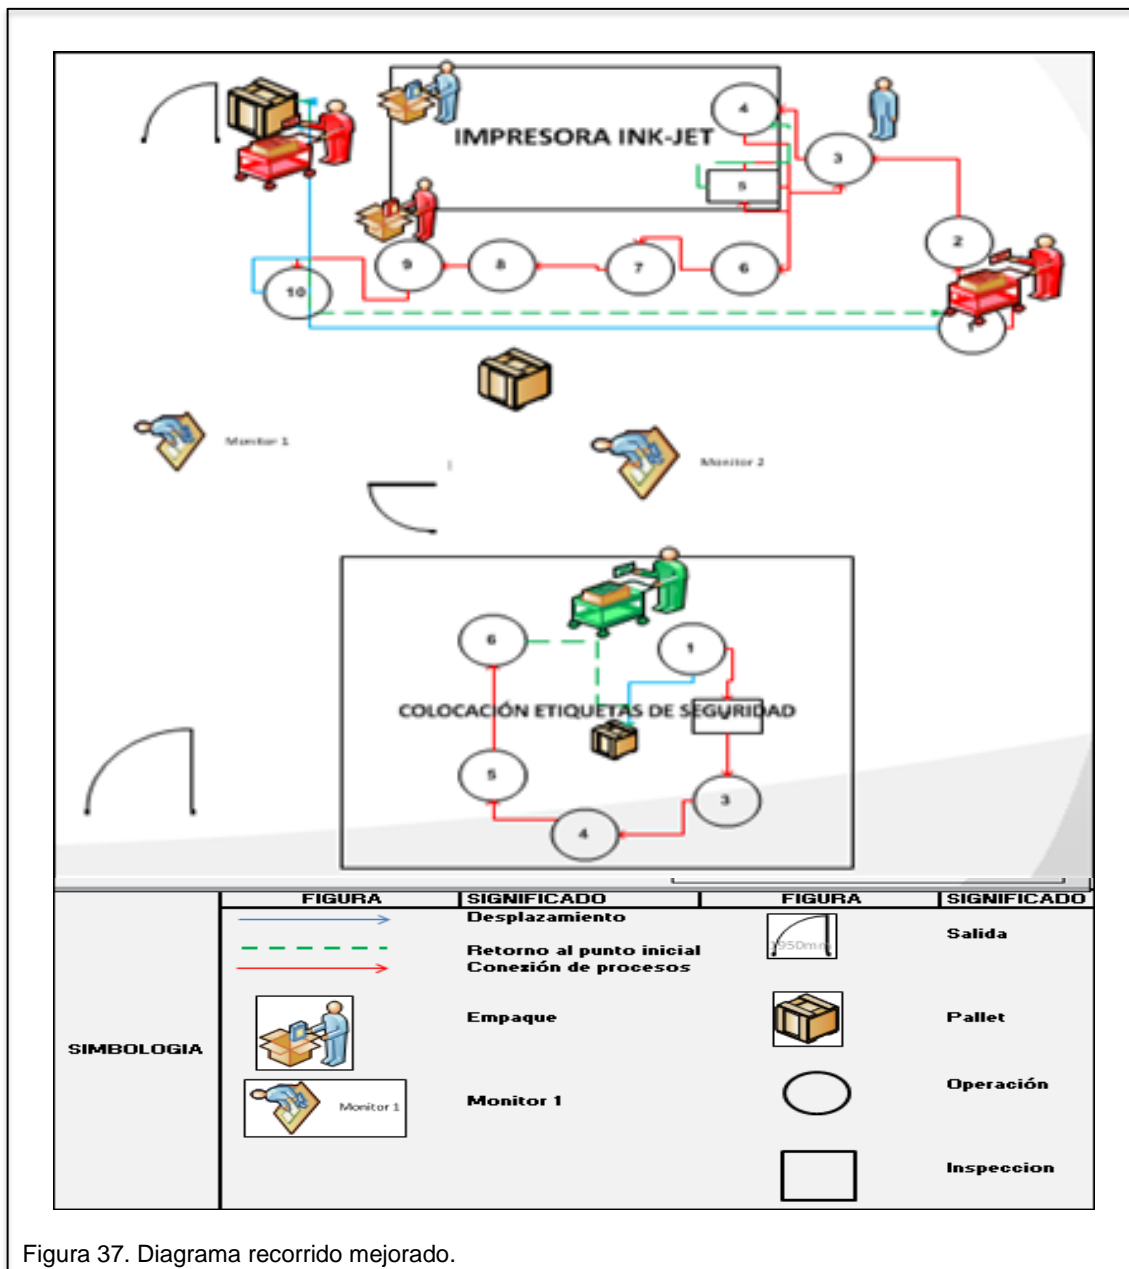 4
IMPRESORA INK-JET
3
5
2
9
8
7
6
10
1
Monitor 1
Monitor 2
6
1
COLOCACIÓN ETIQUETAS DE SEGURIDAD
5
3
4
FIGURA SIGNIFICADO FIGURA SIGNIFICADO
Desplazamiento
Salida
1950mm
Retorno al punto inicial
Conexión de procesos
Empaque
Pallet
SIMBOLOGIA
Operación
Monitor 1
Monitor 1
Inspeccion
Figura 37. Diagrama recorrido mejorado.